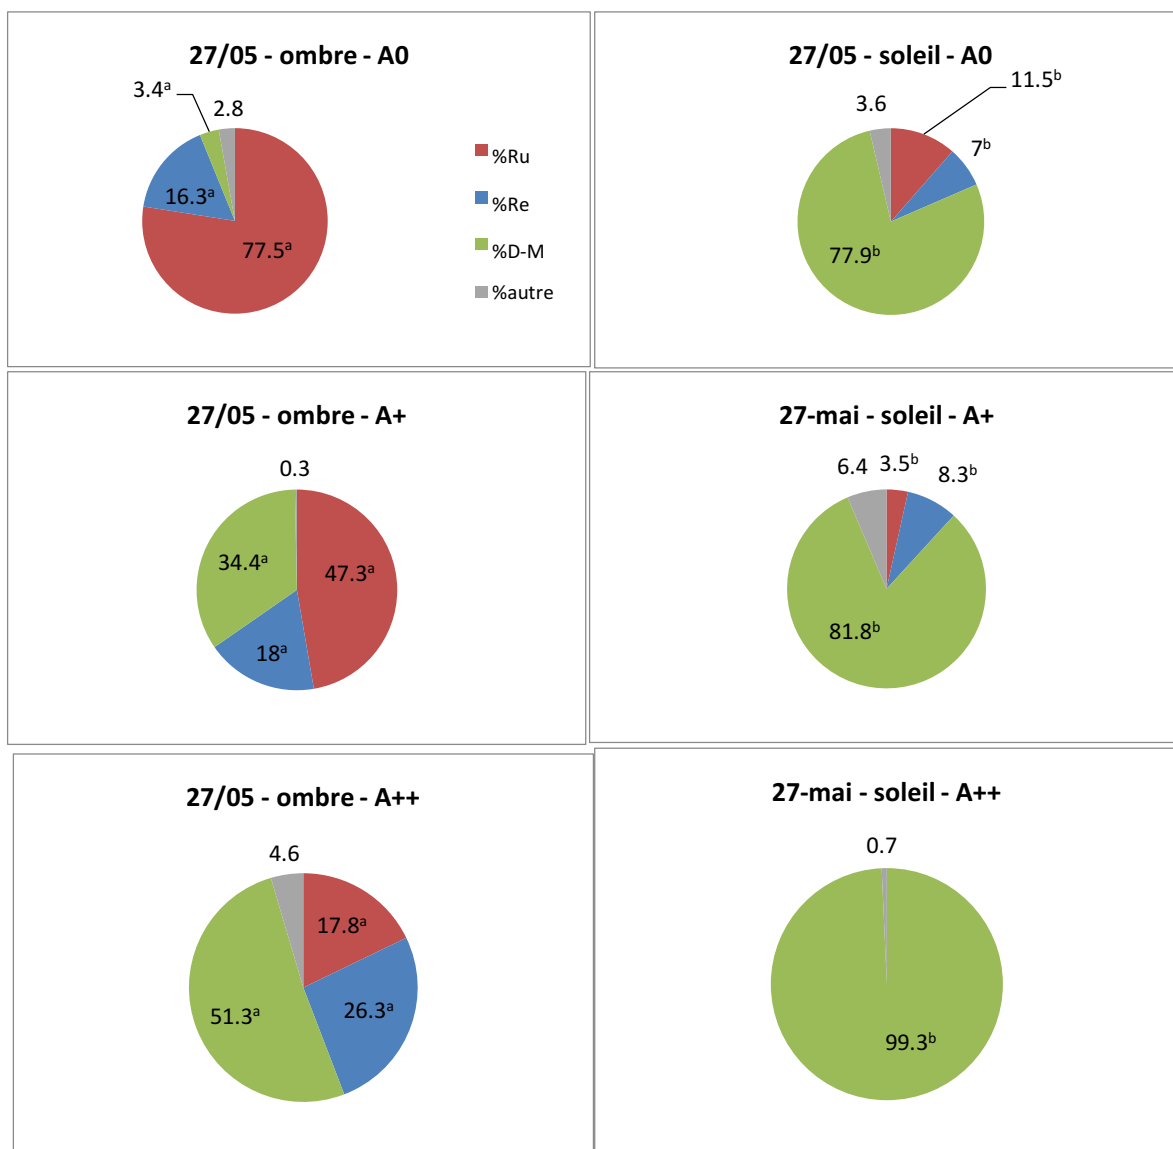 27/05 - ombre - A0
3.4ᵃ
2.8
16.3ᵃ
77.5ᵃ
%Ru
%Re
%D-M
%autre
27/05 - soleil - A0
3.6
11.5ᵇ
7ᵇ
77.9ᵇ
27/05 - ombre - A+
0.3
34.4ᵃ
47.3ᵃ
18ᵃ
27-mai - soleil - A+
6.4
3.5ᵇ
8.3ᵇ
81.8ᵇ
27/05 - ombre - A++
4.6
17.8ᵃ
51.3ᵃ
26.3ᵃ
27-mai - soleil - A++
0.7
99.3ᵇ